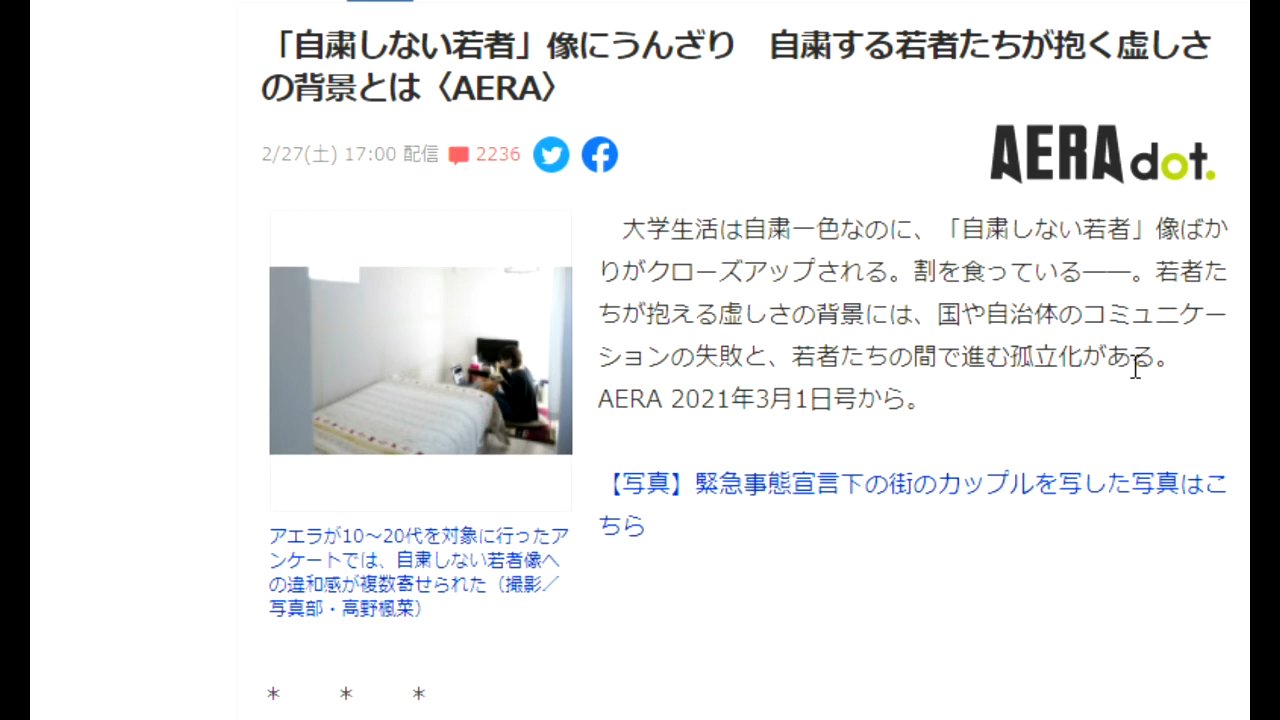 「自粛しない若者」像にうんざり　自粛する若者たちが抱く虚しさ
の背景とは〈AERA〉
2/27(土) 17:00 配信 2236
AERA dot.
大学生活は自粛一色なのに、「自粛しない若者」像ばか
りがクローズアップされる。割を食っている――。若者た
ちが抱える虚しさの背景には、国や自治体のコミュニケー
ションの失敗と、若者たちの間で進む孤立化がある。
AERA 2021年3月1日号から。
【写真】緊急事態宣言下の街のカップルを写した写真はこ
ちら
アエラが10〜20代を対象に行ったア
ンケートでは、自粛しない若者像へ
の違和感が複数寄せられた（撮影／
写真部・高野楓菜）
＊　　＊　　＊